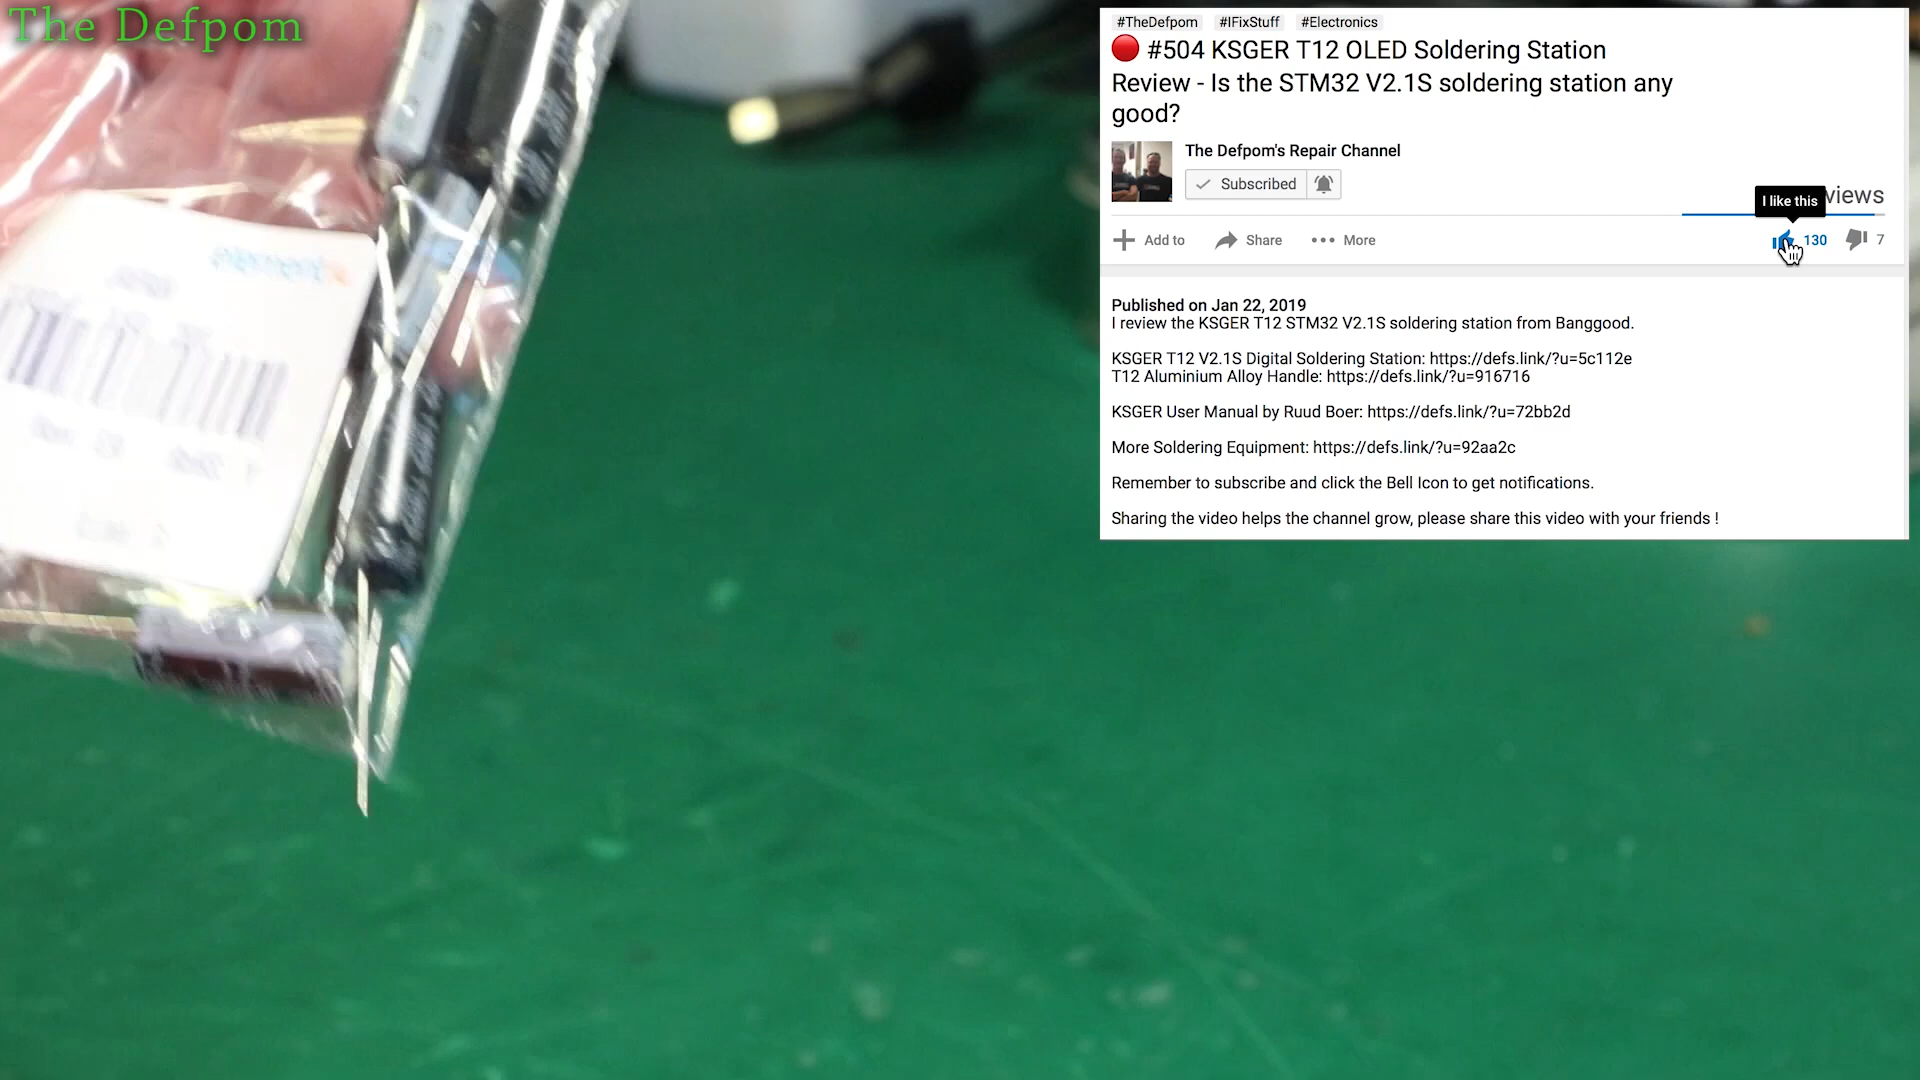 The Defpom
#TheDefpom #IFixStuff #Electronics
#504 KSGER T12 OLED Soldering Station
Review - Is the STM32 V2.1S soldering station any
good?
The Defpom's Repair Channel
Subscribed
views
I like this
Add to Share More 130 7
Published on Jan 22, 2019
I review the KSGER T12 STM32 V2.1S soldering station from Banggood.
KSGER T12 V2.1S Digital Soldering Station: https://defs.link/?u=5c112e
T12 Aluminium Alloy Handle: https://defs.link/?u=916716
KSGER User Manual by Ruud Boer: https://defs.link/?u=72bb2d
More Soldering Equipment: https://defs.link/?u=92aa2c
Remember to subscribe and click the Bell Icon to get notifications.
Sharing the video helps the channel grow, please share this video with your friends !